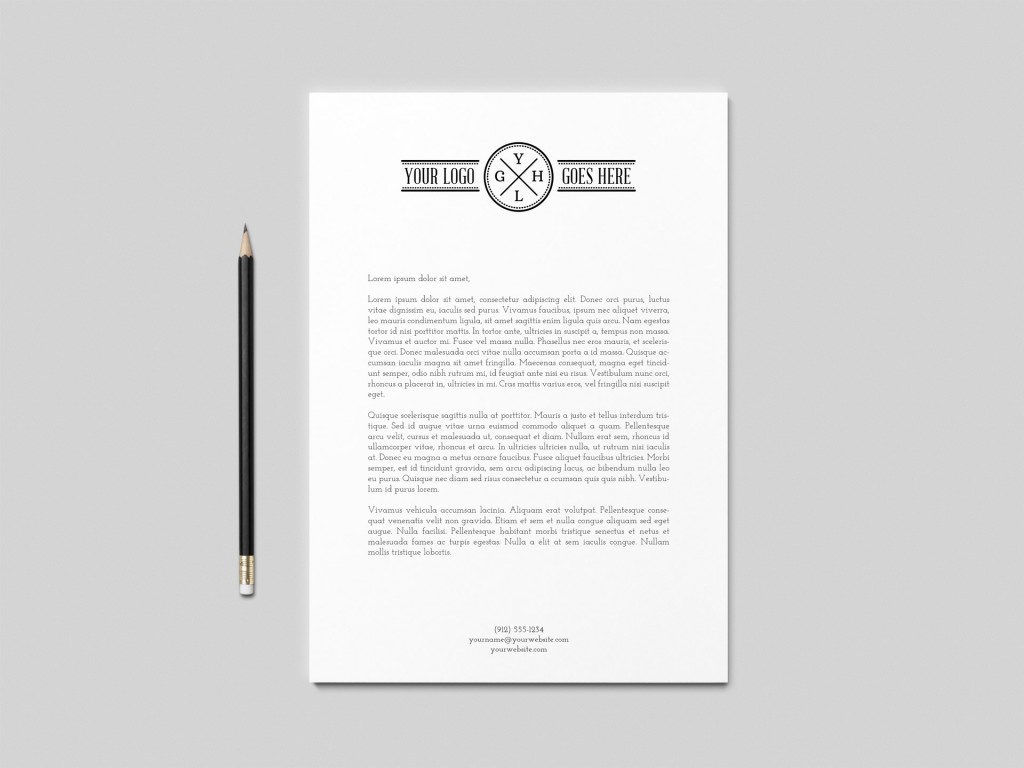 YOUR LOGO Y G H L GOES HERE
Lorem ipsum dolor sit amet,
Lorem ipsum dolor sit amet, consectetur adipiscing elit. Donec orci purus, luctus
vitae dignissim eu, iaculis sed purus. Vivamus faucibus, ipsum nec aliquet viverra,
leo mauris condimentum ligula, sit amet sagittis enim ligula quis arcu. Nam egestas
tortor id nisi porttitor mattis. In tortor ante, ultricies in suscipit a, tempus non massa.
Vivamus et auctor mi. Fusce vel massa nulla. Phasellus nec eros mauris, et sceleris-
que orci. Donec malesuada orci vitae nulla accumsan porta a id massa. Quisque ac-
cumsan iaculis magna sit amet fringilla. Maecenas consequat, magna eget tincid-
unt semper, odio nibh rutrum mi, id feugiat ante nisi eu risus. Vestibulum nunc orci,
rhoncus a placerat in, ultricies in mi. Cras mattis varius eros, vel fringilla nisi suscipit
eget.
Quisque scelerisque sagittis nulla at porttitor. Mauris a justo et tellus interdum tris-
tique. Sed id augue vitae urna euismod commodo aliquet a quam. Pellentesque
arcu velit, cursus et malesuada ut, consequat et diam. Nullam erat sem, rhoncus id
ullamcorper vitae, rhoncus et arcu. In ultricies ultricies nulla, ut rutrum nisi iaculis
at. Donec eu magna a metus ornare faucibus. Fusce aliquet faucibus ultricies. Morbi
semper, est id tincidunt gravida, sem arcu adipiscing lacus, ac bibendum nulla leo
eu purus. Quisque nec diam sed risus consectetur a ccumsan quis quis nibh. Vestibu-
lum id purus lorem.
Vivamus vehicula accumsan lacinia. Aliquam erat volutpat. Pellentesque conse-
quat venenatis velit non gravida. Etiam et sem et nulla congue aliquam sed eget
augue. Nulla facilisi. Pellentesque habitant morbi tristique senectus et netus et
malesuada fames ac turpis egestas. Nulla a elit at sem iaculis congue. Nullam
mollis tristique lobortis.
(912) 555-1234
yourname@yourwebsite.com
yourwebsite.com